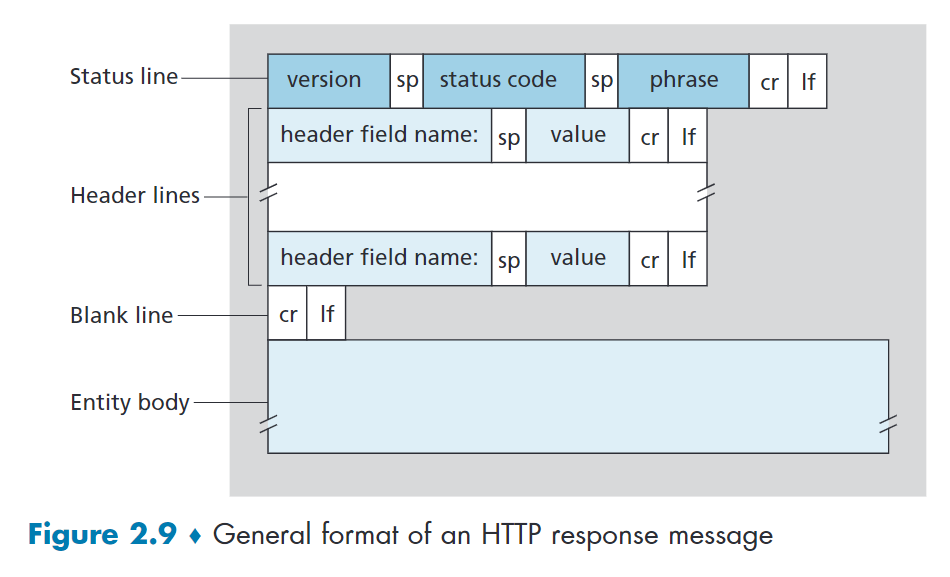 Status line version sp status code sp phrase cr lf
header field name: sp value cr lf
Header lines
header field name: sp value cr lf
Blank line cr lf
Entity body
Figure 2.9 ♦ General format of an HTTP response message